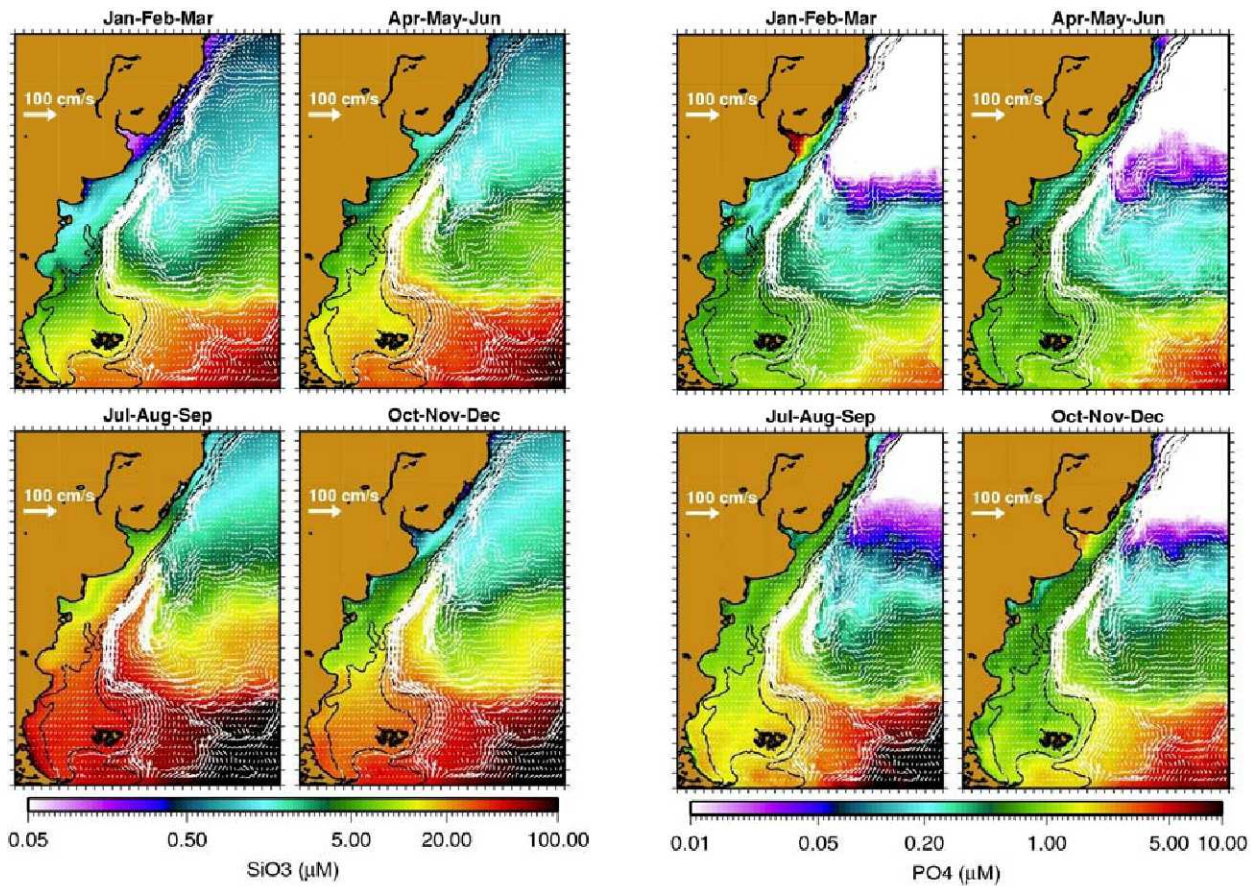 Jan-Feb-Mar Apr-May-Jun Jan-Feb-Mar Apr-May-Jun
100 cm/s 100 cm/s 100 cm/s 100 cm/s
Jul-Aug-Sep Oct-Nov-Dec Jul-Aug-Sep Oct-Nov-Dec
100 cm/s 100 cm/s 100 cm/s 100 cm/s
0.05 0.50 5.00 20.00 100.00
SiO3 (μM)
0.01 0.05 0.20 1.00 5.00 10.00
PO4 (μM)